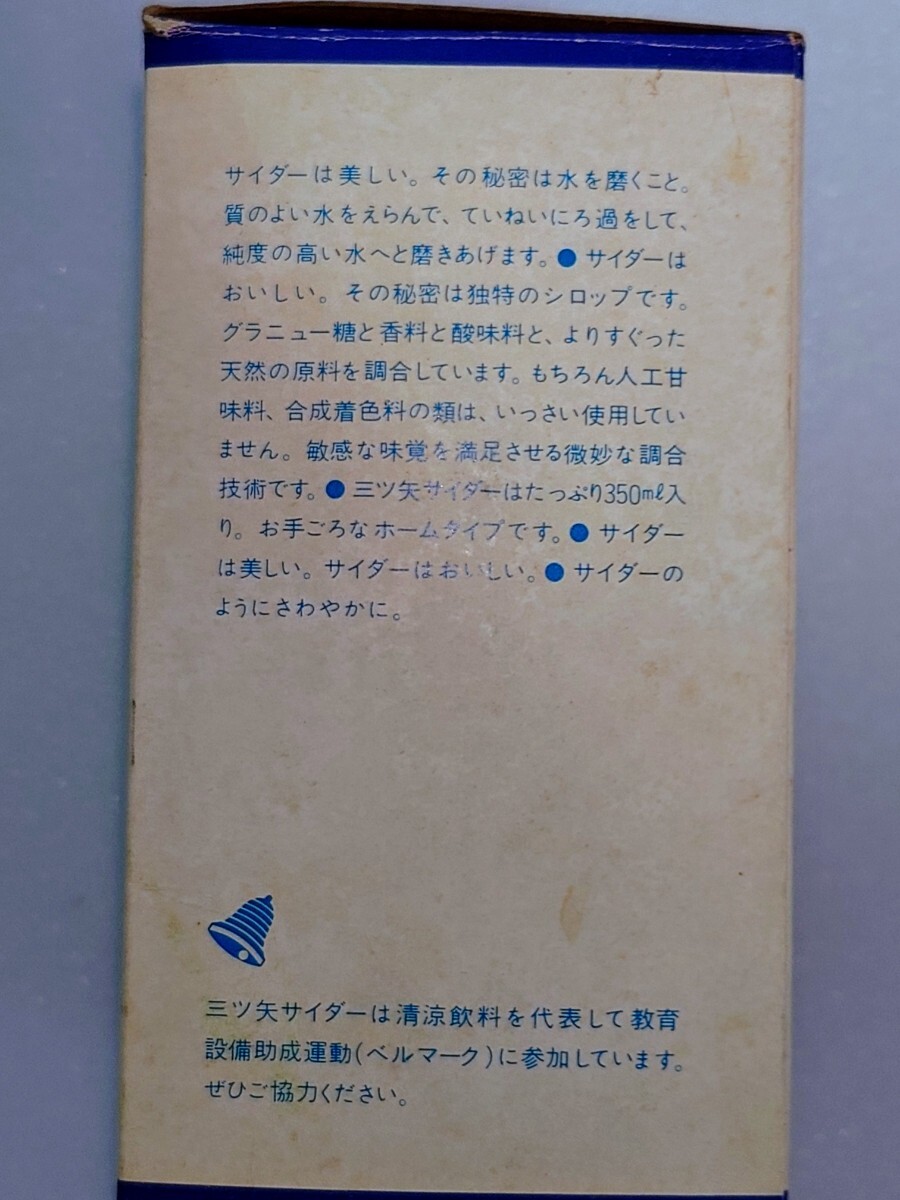 サイダーは美しい。その秘密は水を磨くこと。
質のよい水をえらんで、ていねいにろ過をして、
純度の高い水へと磨きあげます。●サイダーは
おいしい。その秘密は独特のシロップです。
グラニュー糖と香料と酸味料と、よりすぐった
天然の原料を調合しています。もちろん人工甘
味料、合成着色料の類は、いっさい使用してい
ません。敏感な味覚を満足させる微妙な調合
技術です。●三ツ矢サイダーはたっぷり350mℓ入
り。お手ごろなホームタイプです。●サイダー
は美しい。サイダーはおいしい。●サイダーの
ようにさわやかに。
三ツ矢サイダーは清涼飲料を代表して教育
設備助成運動(ベルマーク)に参加しています。
ぜひご協力ください。